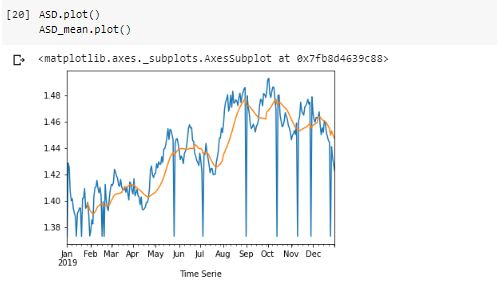 [20] ASD.plot()
ASD_mean.plot()
<matplotlib.axes._subplots.AxesSubplot at 0x7fb8d4639c88>
1.48
1.46
1.44
1.42
1.40
1.38
Jan Feb Mar Apr May Jun Jul Aug Sep Oct Nov Dec
2019
Time Serie